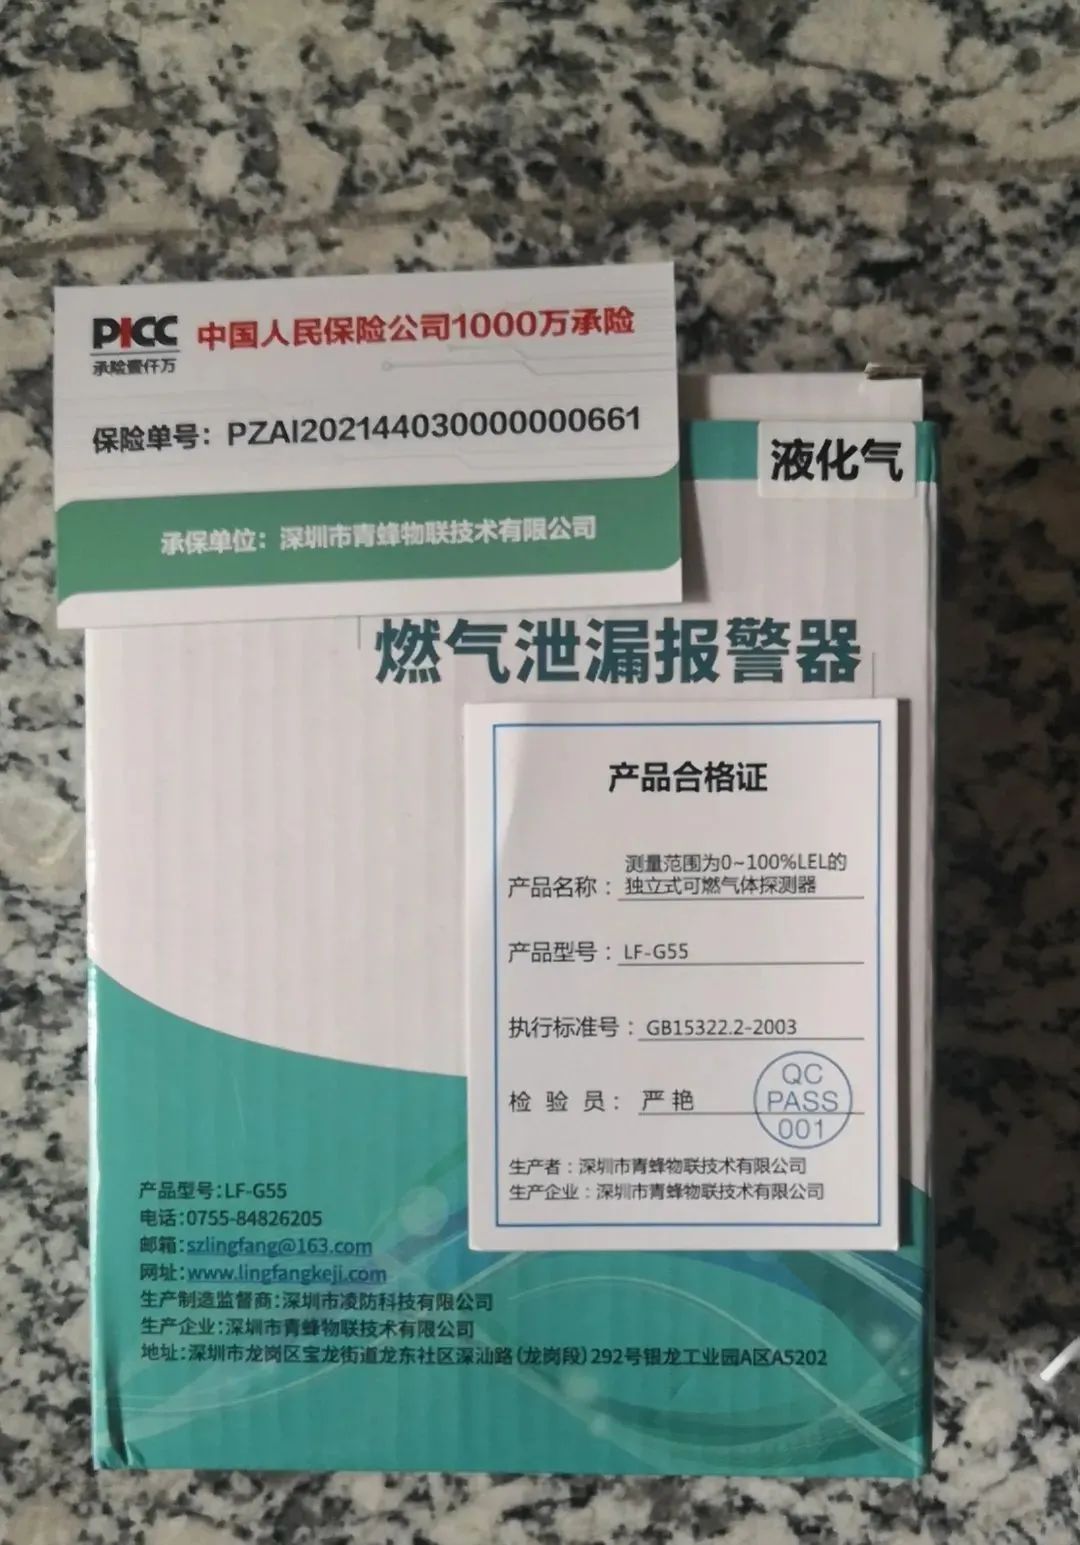 PICC
承险壹仟万
中国人民保险公司1000万承险
保险单号：PZAI202144030000000661
承保单位：深圳市青蜂物联技术有限公司
液化气
燃气泄漏报警器
产品合格证
产品名称：测量范围为0~100%LEL的
独立式可燃气体探测器
产品型号：LF-G55
执行标准号：GB15322.2-2003
检 验 员：严 艳
QC
PASS
001
生产者：深圳市青蜂物联技术有限公司
生产企业：深圳市青蜂物联技术有限公司
产品型号：LF-G55
电话：0755-84826205
邮箱：szlingfang@163.com
网址：www.lingfangkeji.com
生产制造监督商：深圳市凌防科技有限公司
生产企业：深圳市青蜂物联技术有限公司
地址：深圳市龙岗区宝龙街道龙东社区深汕路（龙岗段）292号银龙工业园A区A5202